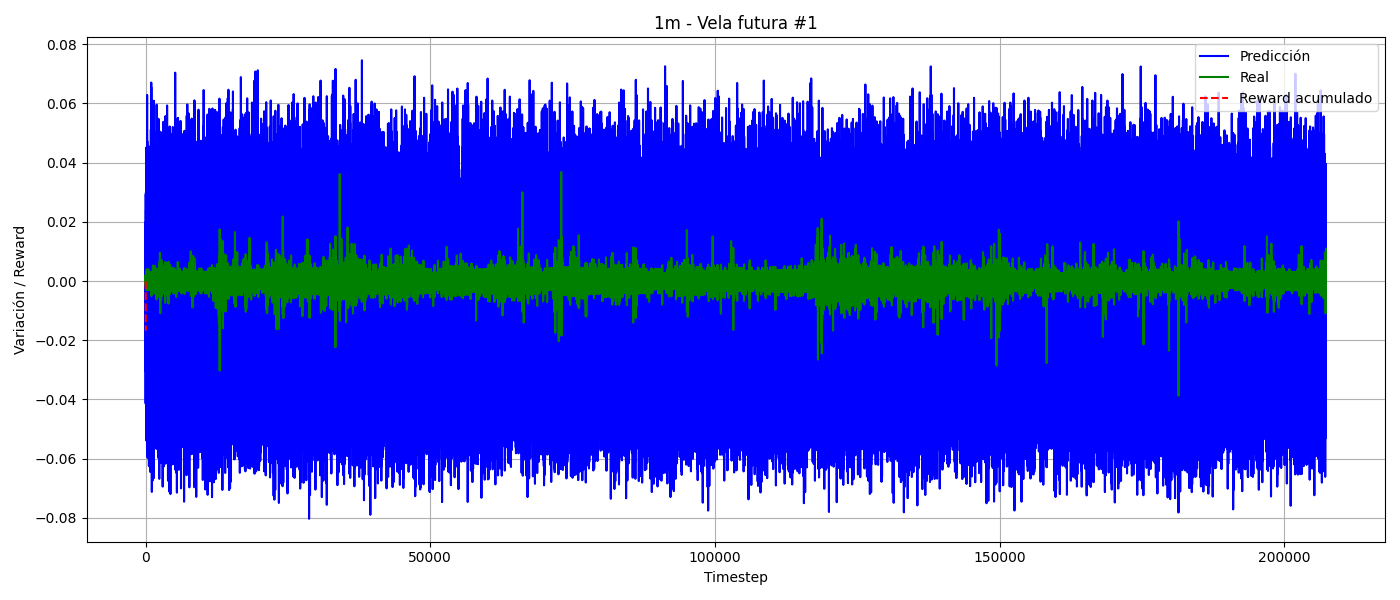 1m - Vela futura #1
Predicción
Real
Reward acumulado
Variación / Reward
0.08
0.06
0.04
0.02
0.00
−0.02
−0.04
−0.06
−0.08
0
50000
100000
150000
200000
Timestep